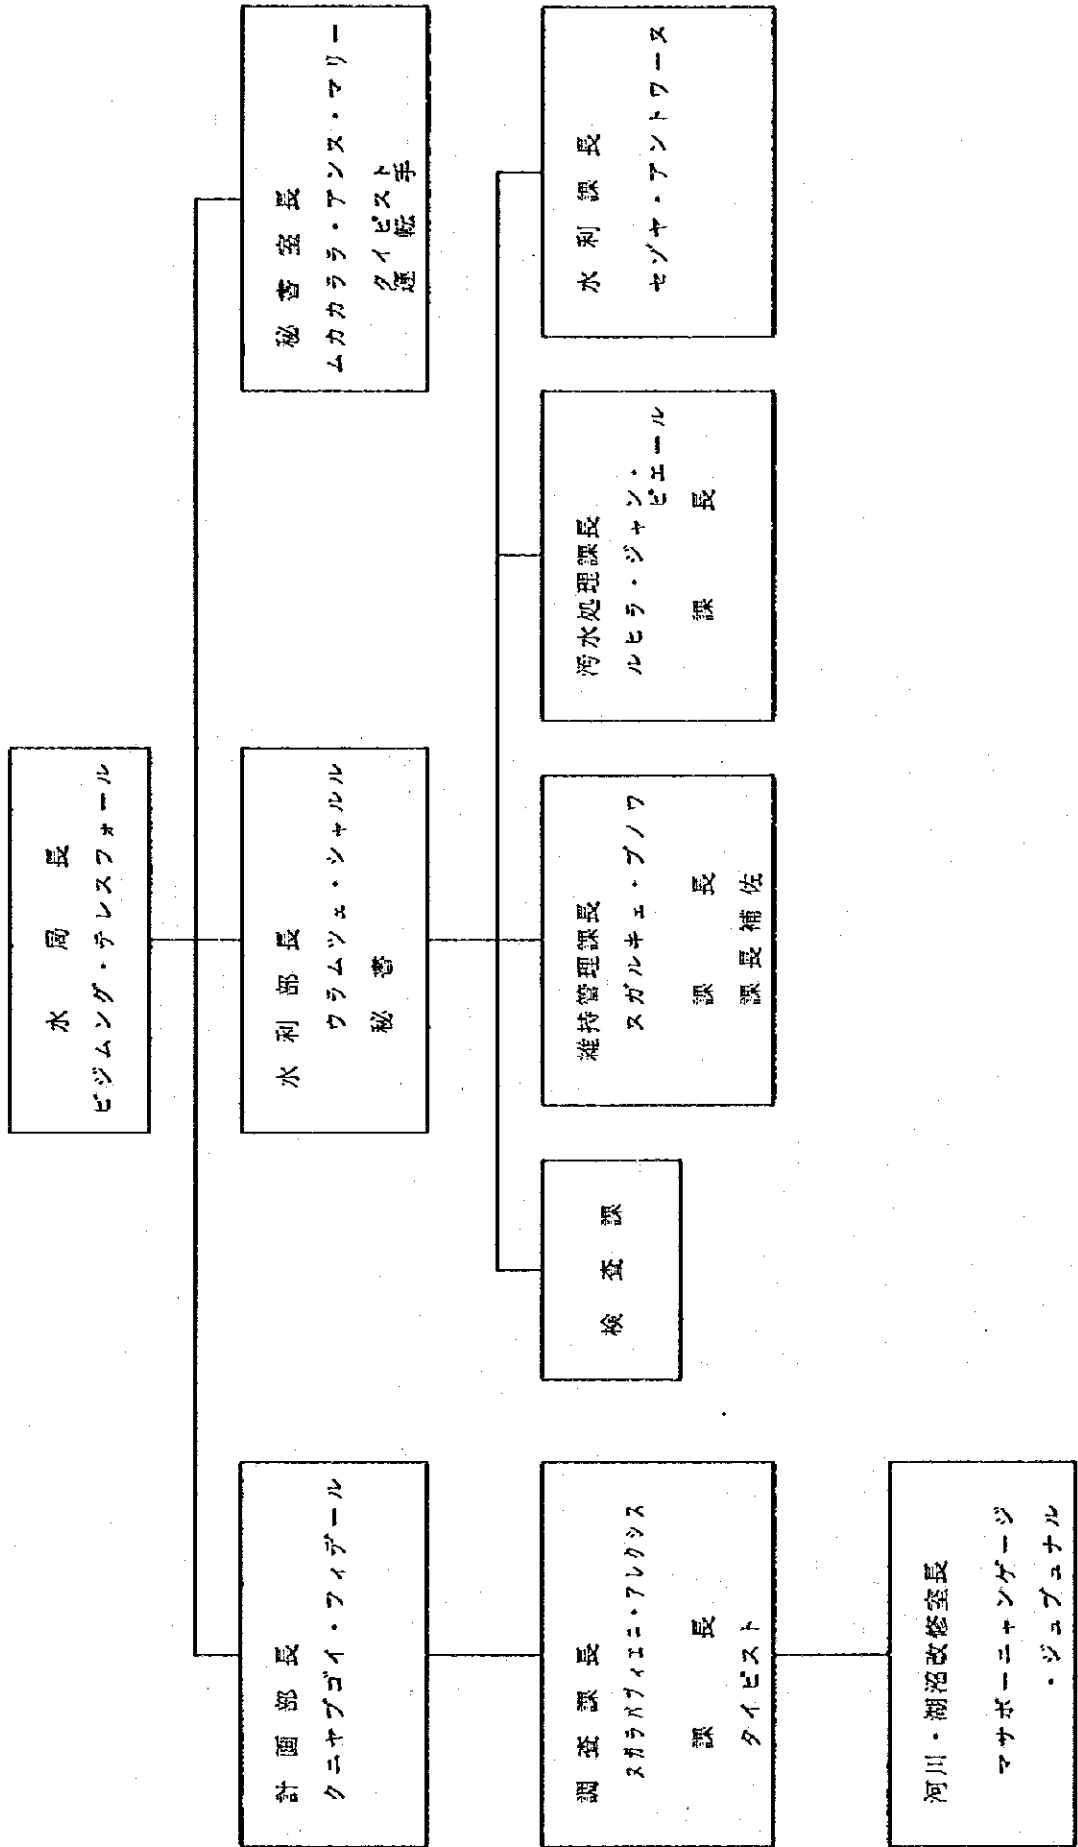 水局長
ビジムング・テレスフォール
計画部長
クニヤブゴイ・フィデール
水利部長
ウラムツェ・シャルル
秘書
秘書室長
ムカカララ・アンヌ・マリー
タイピスト
運転手
調査課長
ヌガラバフィエニ・アレクシス
課長
タイピスト
検査課
維持管理課長
スガルキュ・ブノワ
課長
課長補佐
汚水処理課長
ルヒラ・ジャン・
ピエール
課長
水利課長
セゾヤ・アントワーヌ
河川・湖沼改修室長
マサボーニャンゲージ
・ジュブュナル